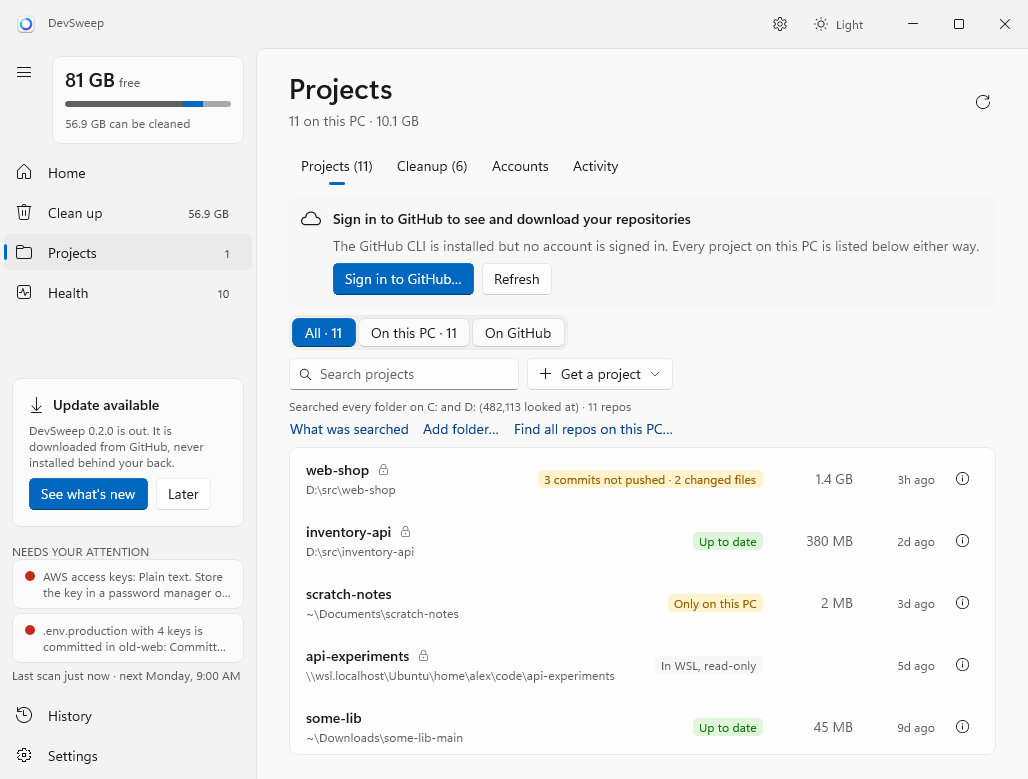 DevSweep
Light
81 GB free
56.9 GB can be cleaned
Home
Clean up 56.9 GB
Projects 1
Health 10
Update available
DevSweep 0.2.0 is out. It is
downloaded from GitHub, never
installed behind your back.
See what's new Later
NEEDS YOUR ATTENTION
AWS access keys: Plain text. Store
the key in a password manager o...
.env.production with 4 keys is
committed in old-web: Committ...
Last scan just now · next Monday, 9:00 AM
History
Settings
Projects
11 on this PC · 10.1 GB
Projects (11) Cleanup (6) Accounts Activity
Sign in to GitHub to see and download your repositories
The GitHub CLI is installed but no account is signed in. Every project on this PC is listed below either way.
Sign in to GitHub... Refresh
All · 11 On this PC · 11 On GitHub
Search projects Get a project
Searched every folder on C: and D: (482,113 looked at) · 11 repos
What was searched Add folder... Find all repos on this PC...
web-shop 3 commits not pushed · 2 changed files 1.4 GB 3h ago
D:\src\web-shop
inventory-api Up to date 380 MB 2d ago
D:\src\inventory-api
scratch-notes Only on this PC 2 MB 3d ago
~\Documents\scratch-notes
api-experiments In WSL, read-only 5d ago
\\wsl.localhost\Ubuntu\home\alex\code\api-experiments
some-lib Up to date 45 MB 9d ago
~\Downloads\some-lib-main